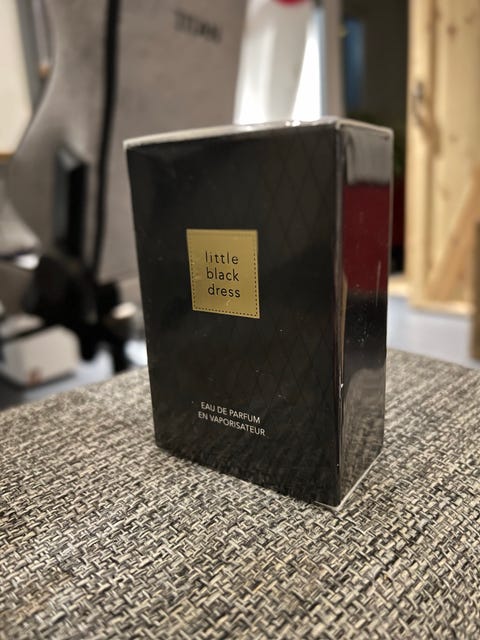 little
black
dress
EAU DE PARFUM
EN VAPORISATEUR